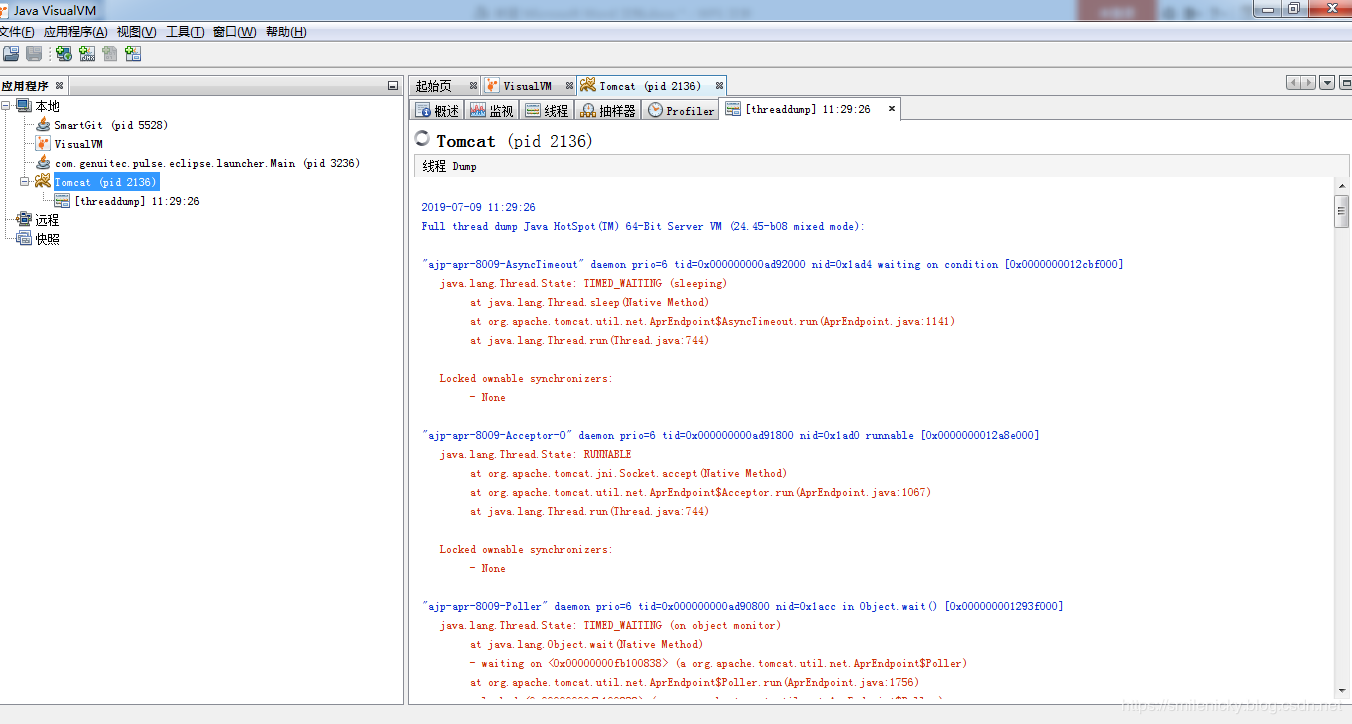 Java VisualVM
文件(F) 应用程序(A) 视图(V) 工具(T) 窗口(W) 帮助(H)
应用程序
本地
SmartGit (pid 5528)
VisualVM
com.genuitec.pulse.eclipse.launcher.Main (pid 3236)
Tomcat (pid 2136)
[threaddump] 11:29:26
远程
快照
起始页 VisualVM Tomcat (pid 2136)
概述 监视 线程 抽样器 Profiler [threaddump] 11:29:26
Tomcat (pid 2136)
线程 Dump
2019-07-09 11:29:26
Full thread dump Java HotSpot(TM) 64-Bit Server VM (24.45-b08 mixed mode):
"ajp-apr-8009-AsyncTimeout" daemon prio=6 tid=0x000000000ad92000 nid=0x1ad4 waiting on condition [0x0000000012cbf000]
java.lang.Thread.State: TIMED_WAITING (sleeping)
at java.lang.Thread.sleep(Native Method)
at org.apache.tomcat.util.net.AprEndpoint$AsyncTimeout.run(AprEndpoint.java:1141)
at java.lang.Thread.run(Thread.java:744)
Locked ownable synchronizers:
- None
"ajp-apr-8009-Acceptor-0" daemon prio=6 tid=0x000000000ad91800 nid=0x1ad0 runnable [0x0000000012a8e000]
java.lang.Thread.State: RUNNABLE
at org.apache.tomcat.jni.Socket.accept(Native Method)
at org.apache.tomcat.util.net.AprEndpoint$Acceptor.run(AprEndpoint.java:1067)
at java.lang.Thread.run(Thread.java:744)
Locked ownable synchronizers:
- None
"ajp-apr-8009-Poller" daemon prio=6 tid=0x000000000ad90800 nid=0x1acc in Object.wait() [0x000000001293f000]
java.lang.Thread.State: TIMED_WAITING (on object monitor)
at java.lang.Object.wait(Native Method)
- waiting on <0x00000000fb100838> (a org.apache.tomcat.util.net.AprEndpoint$Poller)
at org.apache.tomcat.util.net.AprEndpoint$Poller.run(AprEndpoint.java:1756)
https://smilenicky.blog.csdn.net